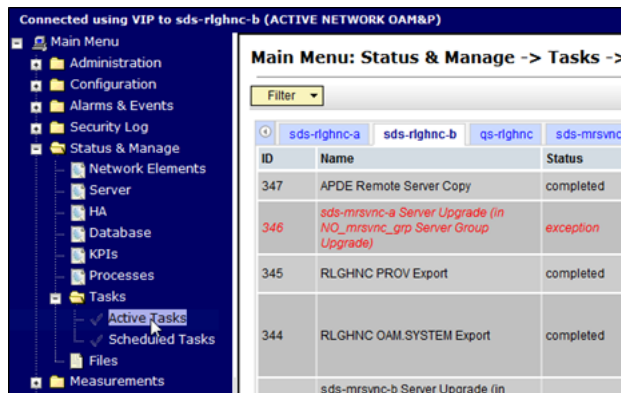 Connected using VIP to sds-rlghnc-b (ACTIVE NETWORK OAM&P)
Main Menu
Administration
Configuration
Alarms & Events
Security Log
Status & Manage
Network Elements
Server
HA
Database
KPIs
Processes
Tasks
Active Tasks
Scheduled Tasks
Files
Measurements
Main Menu: Status & Manage -> Tasks ->
Filter
sds-rlghnc-a sds-rlghnc-b qs-rlghnc sds-mrsvnc
ID Name Status
347 APDE Remote Server Copy completed
sds-mrsvnc-a Server Upgrade (in
346 NO_mrsvnc_grp Server Group exception
Upgrade)
345 RLGHNC PROV Export completed
344 RLGHNC OAM.SYSTEM Export completed
sds-mrsvnc-b Server Upgrade (in